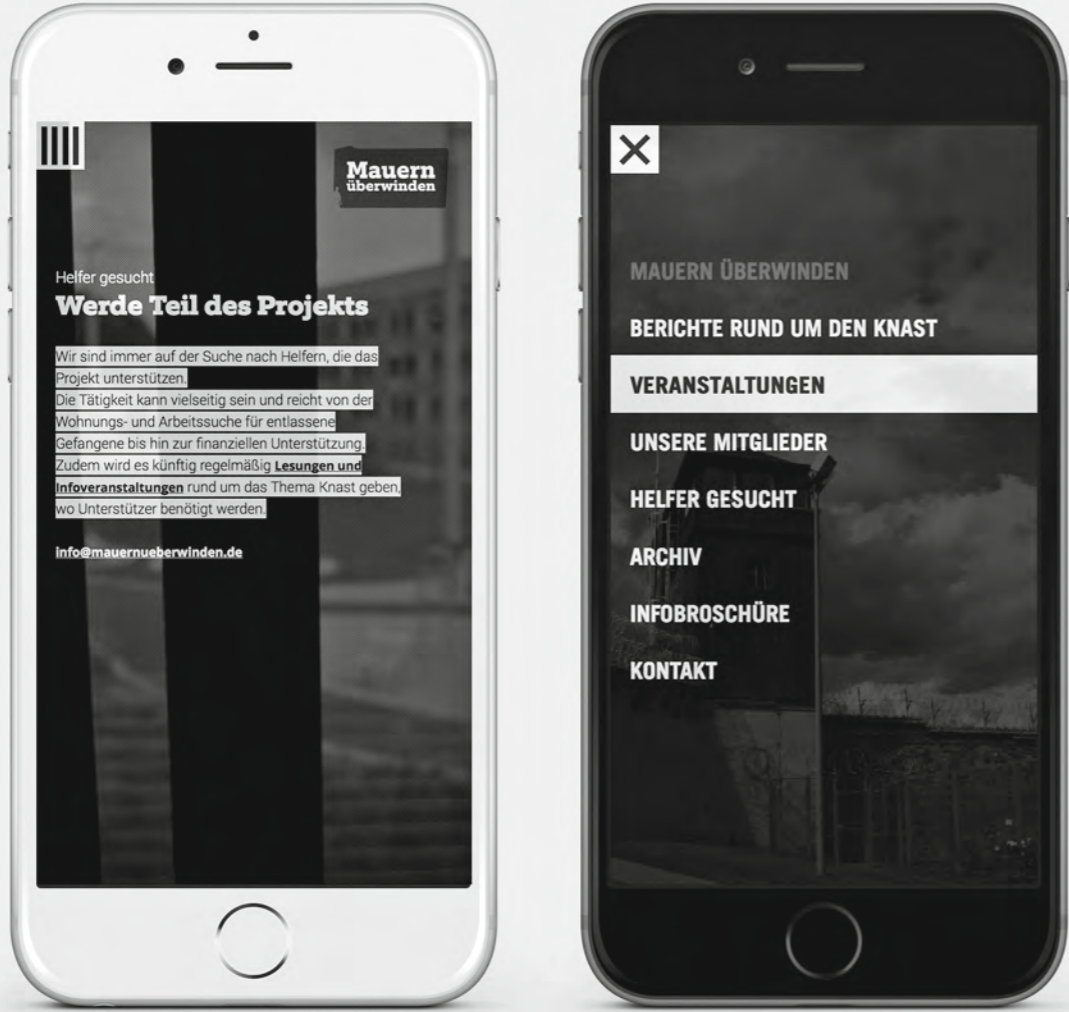 Mauern
überwinden
Helfer gesucht
Werde Teil des Projekts
Wir sind immer auf der Suche nach Helfern, die das
Projekt unterstützen.
Die Tätigkeit kann vielseitig sein und reicht von der
Wohnungs- und Arbeitssuche für entlassene
Gefangene bis hin zur finanziellen Unterstützung.
Zudem wird es künftig regelmäßig Lesungen und
Infoveranstaltungen rund um das Thema Knast geben,
wo Unterstützer benötigt werden.
info@mauernueberwinden.de
MAUERN ÜBERWINDEN
BERICHTE RUND UM DEN KNAST
VERANSTALTUNGEN
UNSERE MITGLIEDER
HELFER GESUCHT
ARCHIV
INFOBROSCHÜRE
KONTAKT